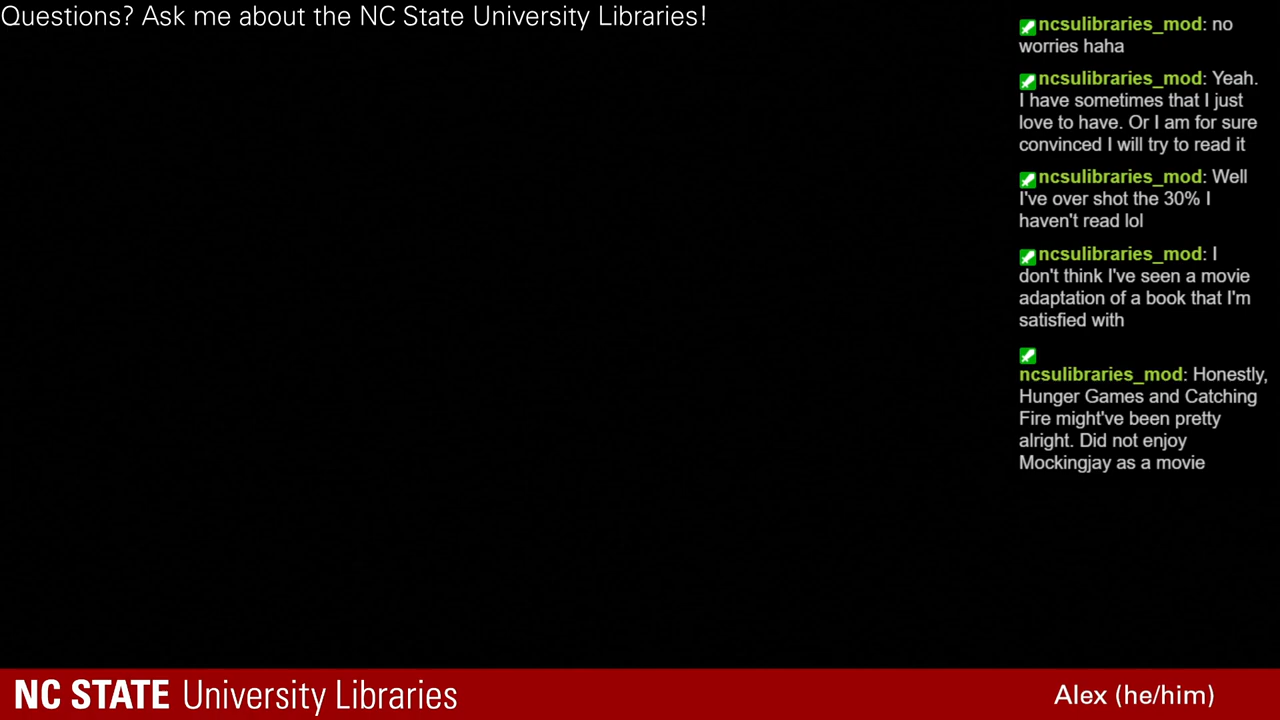 Questions? Ask me about the NC State University Libraries!
ncsulibraries_mod: no
worries haha
ncsulibraries_mod: Yeah.
I have sometimes that I just
love to have. Or I am for sure
convinced I will try to read it
ncsulibraries_mod: Well
I've over shot the 30% I
haven't read lol
ncsulibraries_mod: I
don't think I've seen a movie
adaptation of a book that I'm
satisfied with
ncsulibraries_mod: Honestly,
Hunger Games and Catching
Fire might've been pretty
alright. Did not enjoy
Mockingjay as a movie
NC STATE University Libraries
Alex (he/him)